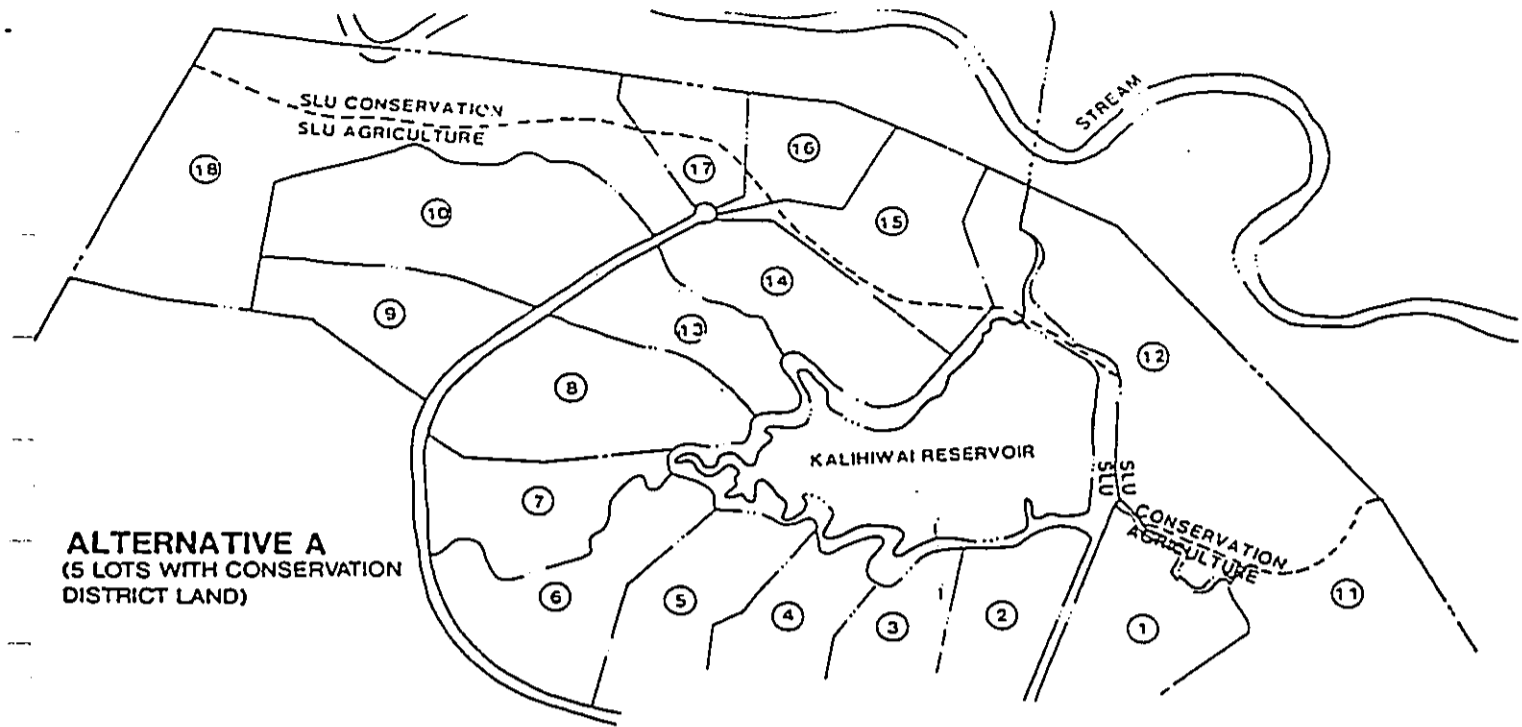 SLU CONSERVATION
SLU AGRICULTURE
STREAM
18
17
16
10
15
14
9
13
12
8
KALIHIWAI RESERVOIR
SLU
SLU
7
CONSERVATION
AGRICULTURE
ALTERNATIVE A
(5 LOTS WITH CONSERVATION
DISTRICT LAND)
6
5
4
3
2
1
11